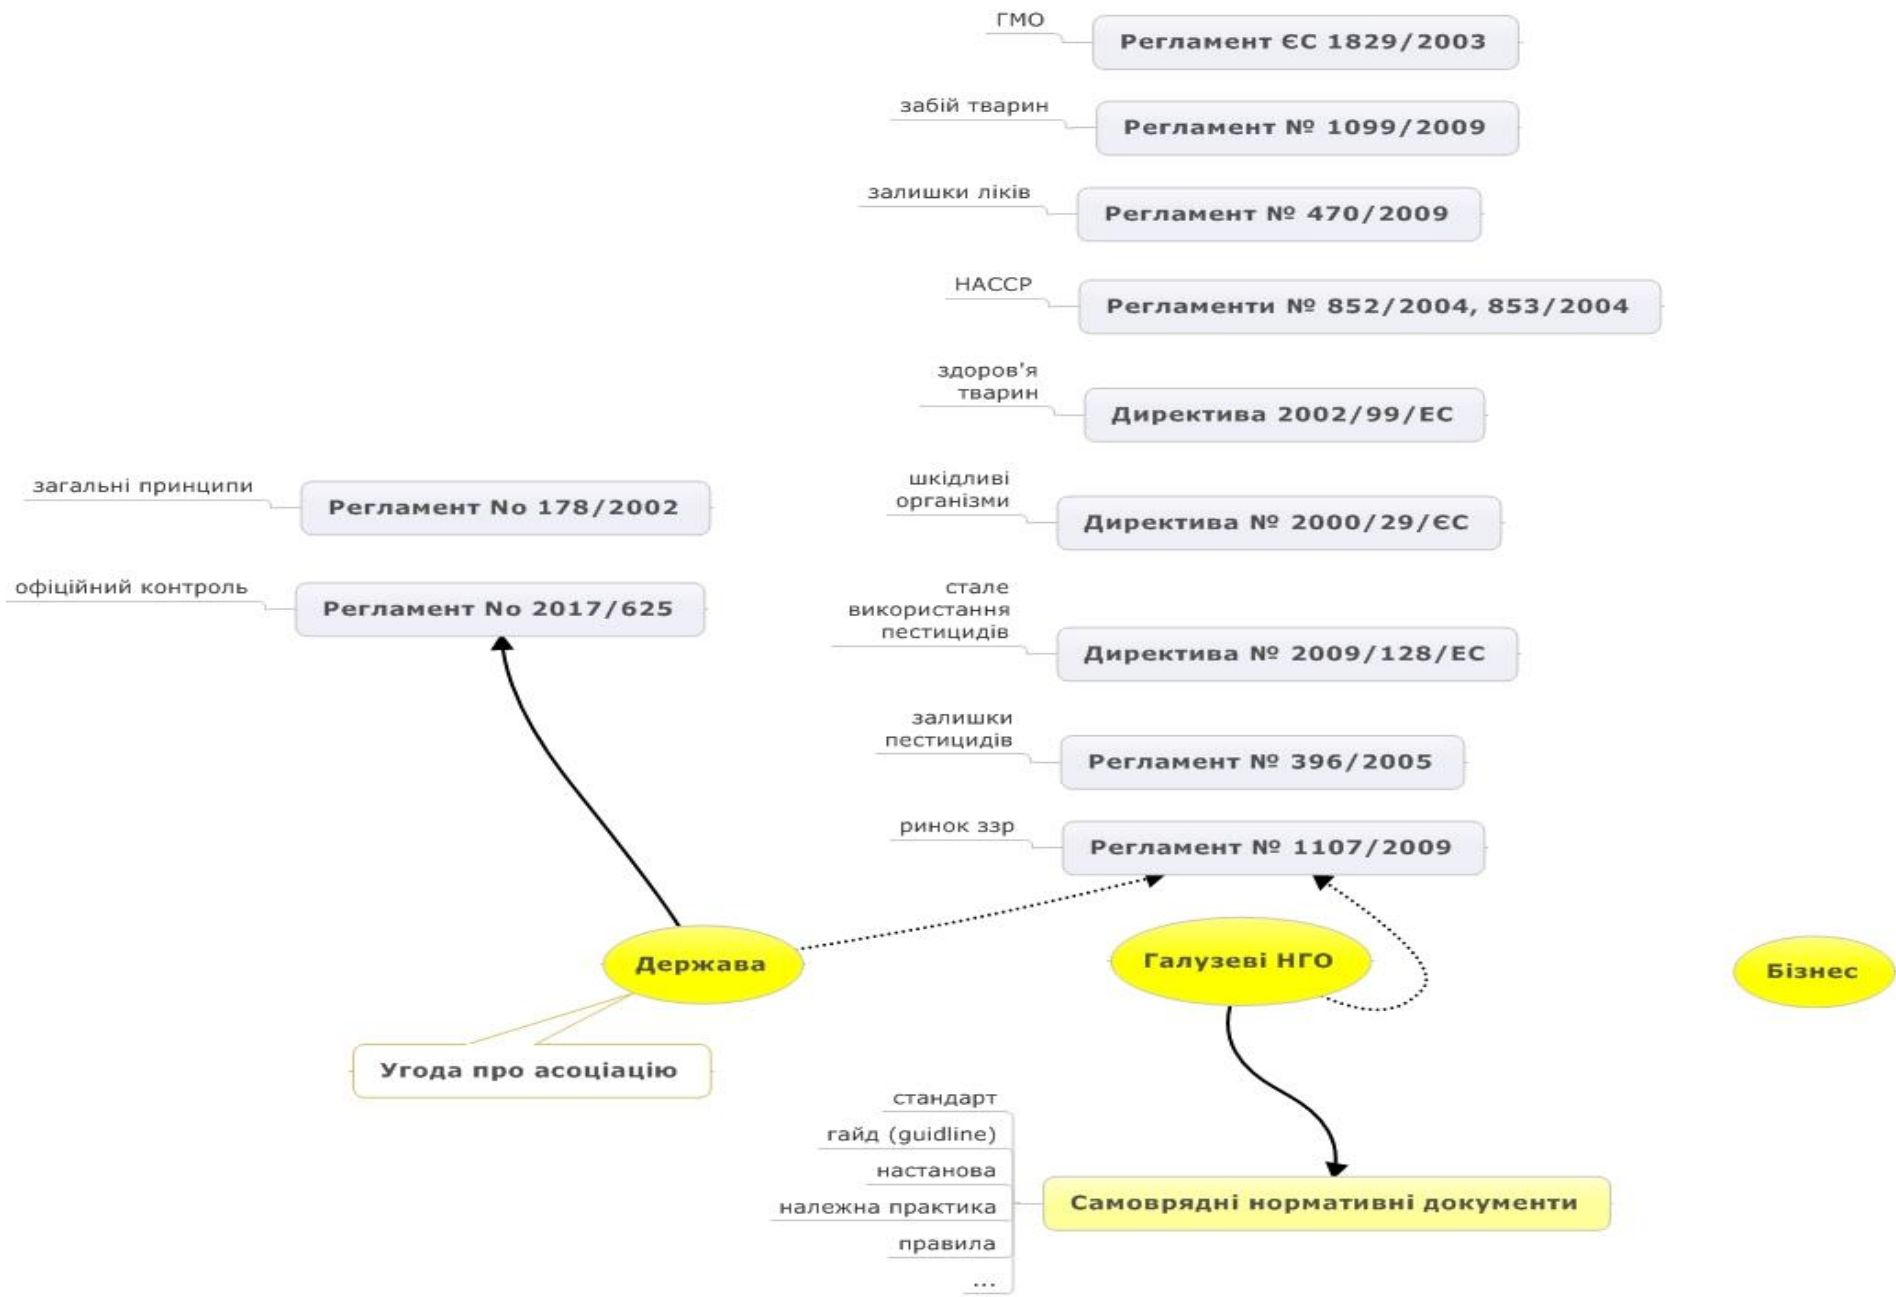 ГМО
Регламент ЄС 1829/2003
забій тварин
Регламент № 1099/2009
залишки ліків
Регламент № 470/2009
HACCP
Регламенти № 852/2004, 853/2004
здоров'я
тварин
Директива 2002/99/ЕС
загальні принципи
Регламент No 178/2002
шкідливі
організми
Директива № 2000/29/ЄС
офіційний контроль
Регламент No 2017/625
стале
використання
пестицидів
Директива № 2009/128/ЕС
залишки
пестицидів
Регламент № 396/2005
ринок ззр
Регламент № 1107/2009
Держава
Галузеві НГО
Бізнес
Угода про асоціацію
стандарт
гайд (guidline)
настанова
належна практика
правила
...
Самоврядні нормативні документи